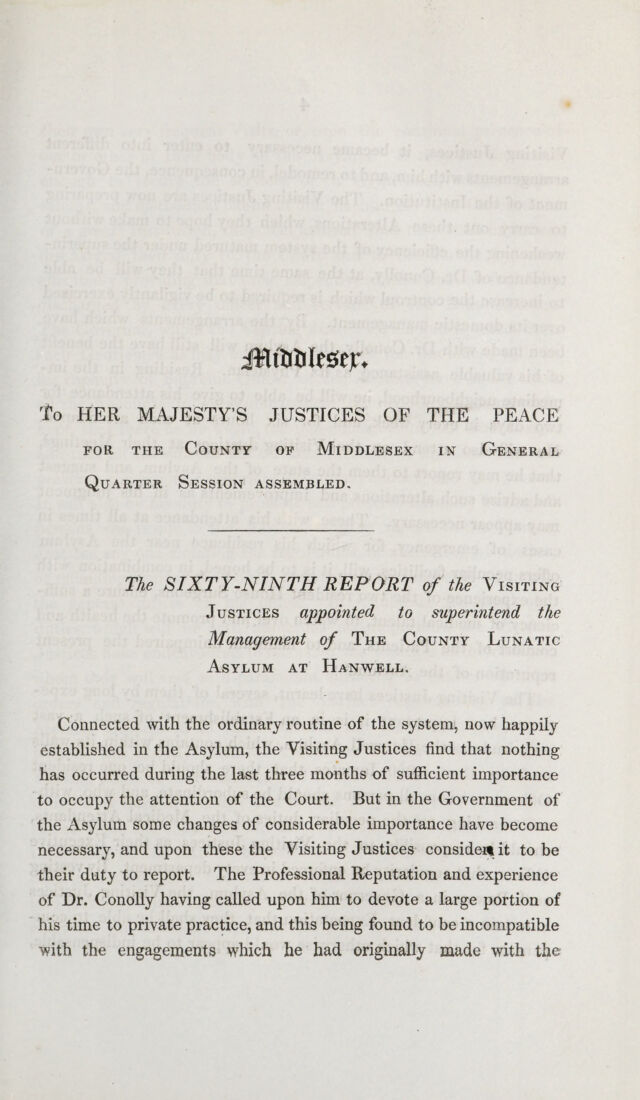 Middlesex.
To HER MAJESTY'S JUSTICES OF THE PEACE
FOR THE COUNTY OF MIDDLESEX IN GENERAL
QUARTER SESSION ASSEMBLED.
The SIXTY-NINTH REPORT of the VISITING
JUSTICES appointed to superintend the
Management of THE COUNTY LUNATIC
ASYLUM AT HANWELL.
Connected with the ordinary routine of the system, now happily
established in the Asylum, the Visiting Justices find that nothing
has occurred during the last three months of sufficient importance
to occupy the attention of the Court. But in the Government of
the Asylum some changes of considerable importance have become
necessary, and upon these the Visiting Justices consider it to be
their duty to report. The Professional Reputation and experience
of Dr. Conolly having called upon him to devote a large portion of
his time to private practice, and this being found to be incompatible
with the engagements which he had originally made with the